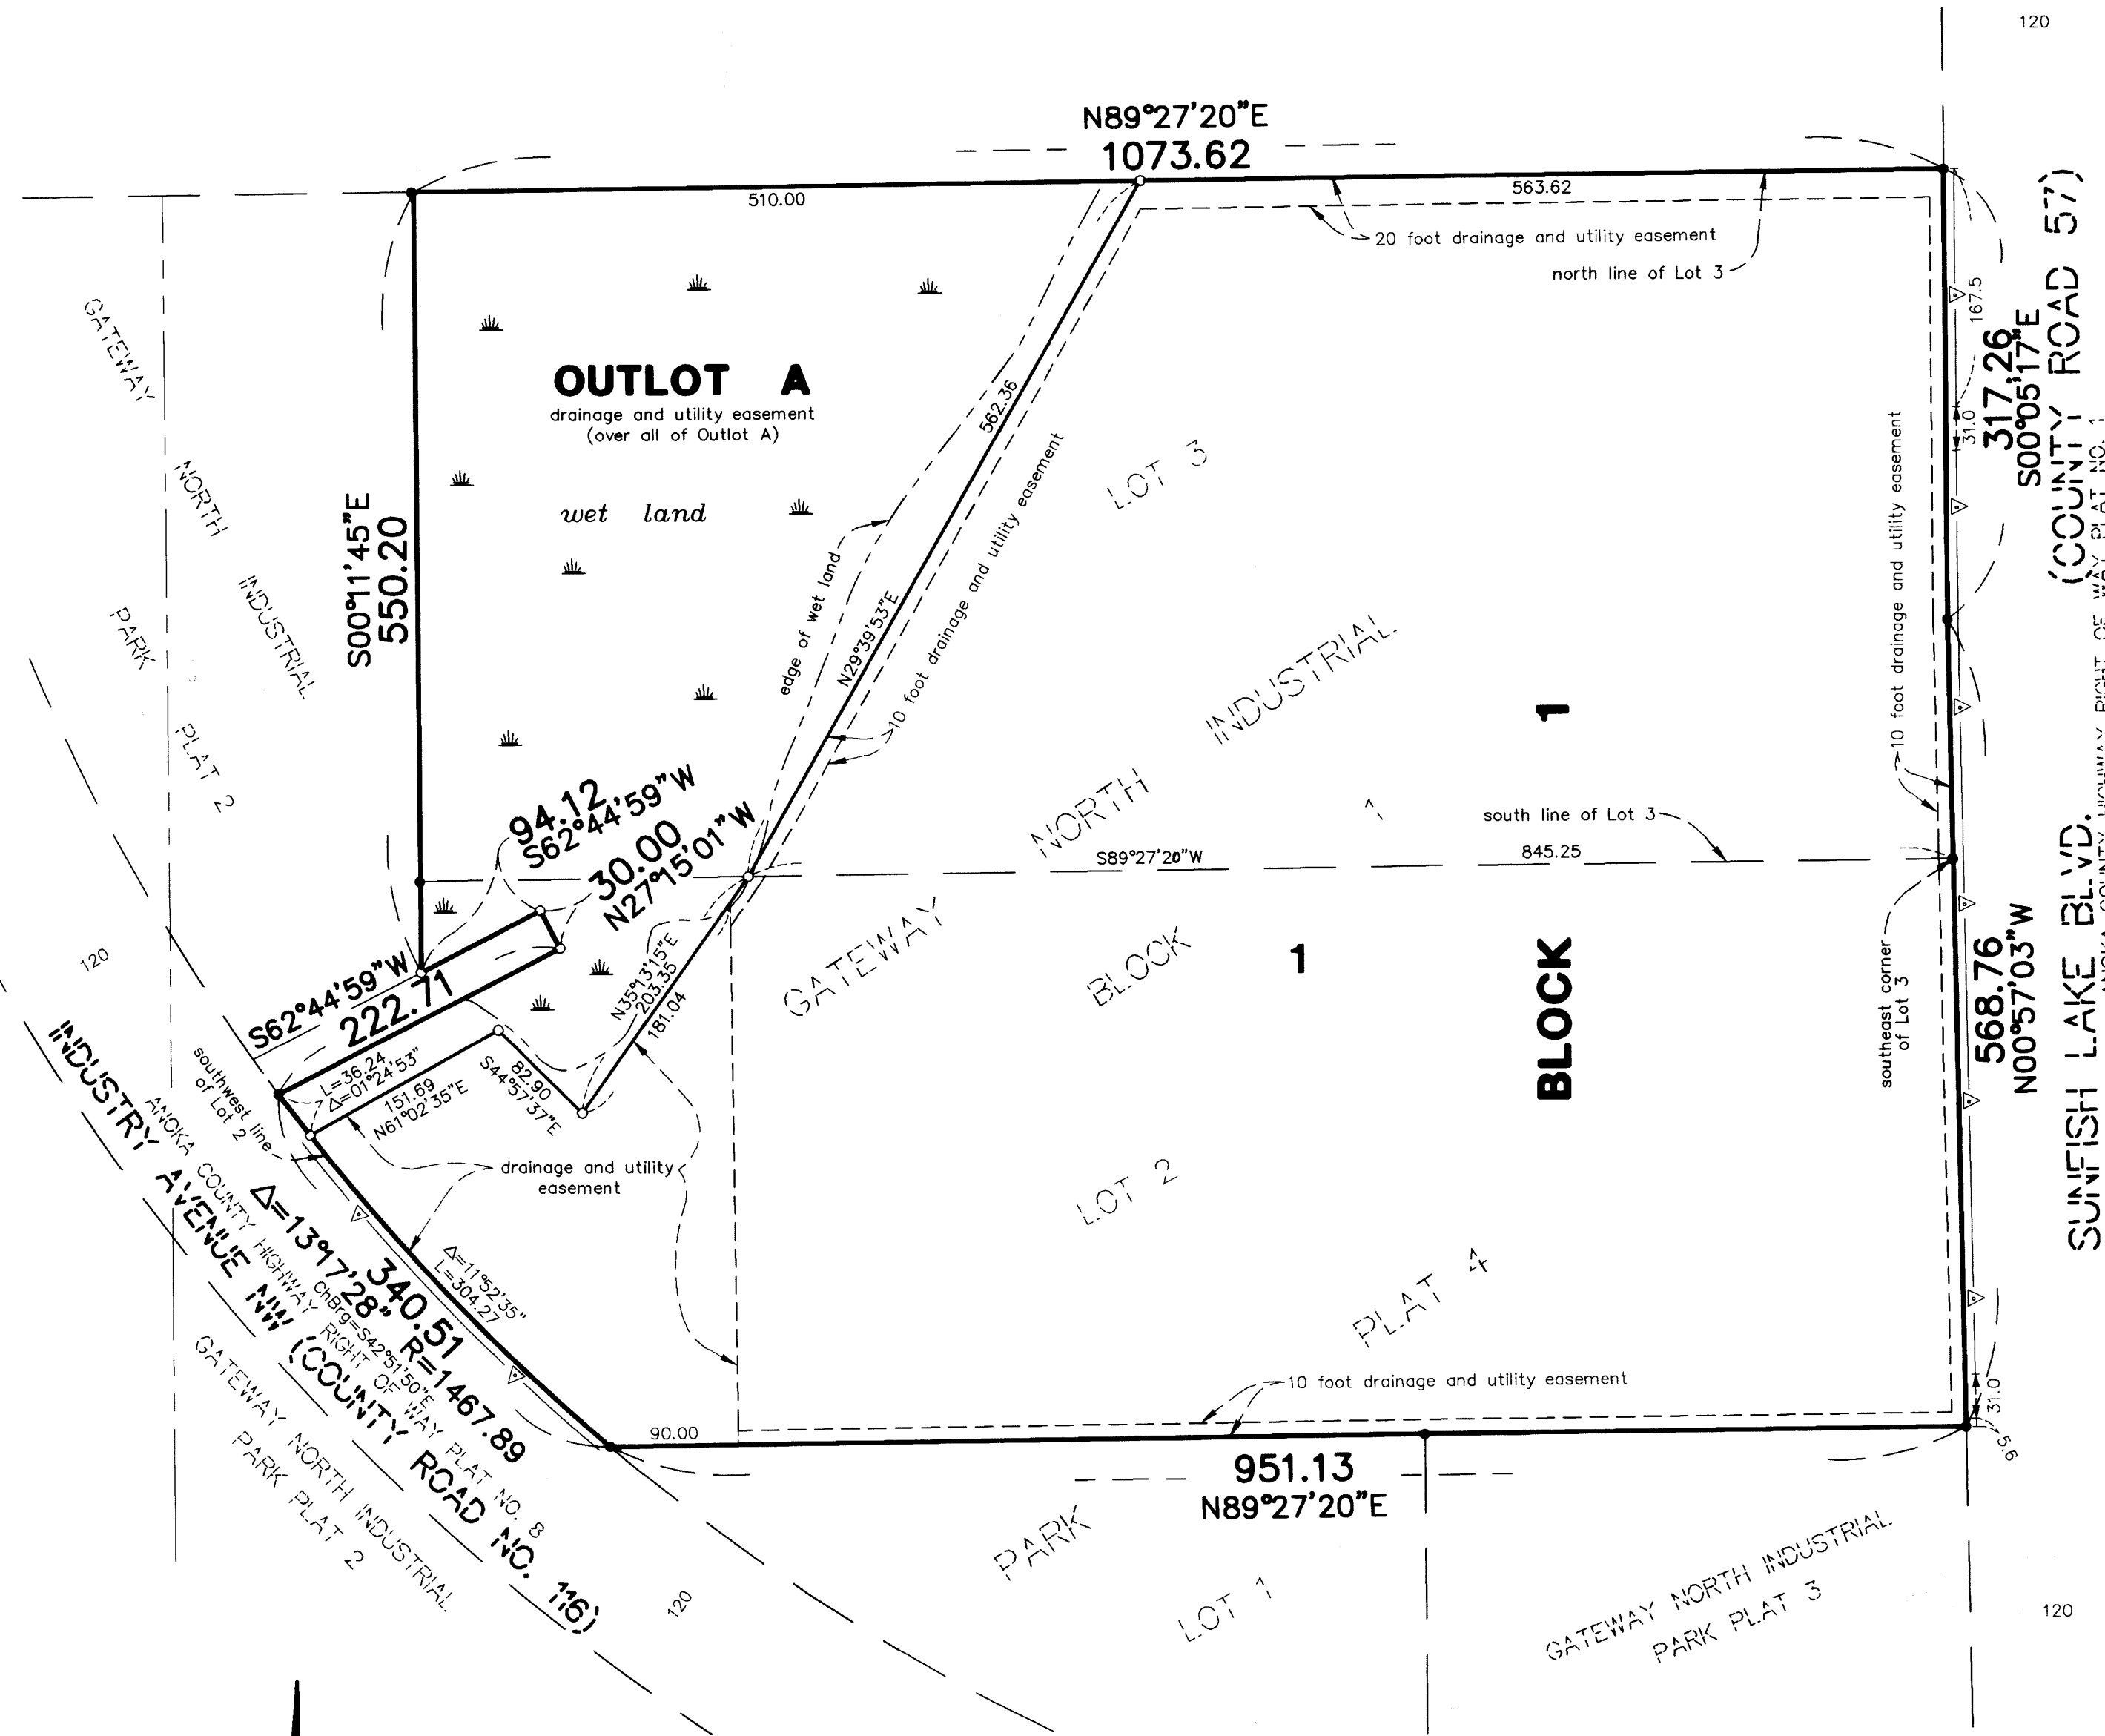 120
N89°27'20"E
1073.62
510.00
563.62
20 foot drainage and utility easement
north line of Lot 3
167.5
317.26
S00°05'17"E
31.0
SUNFISH LAKE BLVD. (COUNTY ROAD 57)
ANOKA COUNTY HIGHWAY RIGHT OF WAY PLAT NO. 1
GATEWAY
NORTH
INDUSTRIAL
PARK
PLAT 2
OUTLOT A
drainage and utility easement
(over all of Outlot A)
wet land
S00°11'45"E
550.20
562.36
N29°39'53"E
edge of wet land
10 foot drainage and utility easement
10 foot drainage and utility easement
LOT 3
INDUSTRIAL
NORTH
1
GATEWAY
BLOCK
1
1
BLOCK
south line of Lot 3
S89°27'20"W
845.25
southeast corner
of Lot 3
568.76
N00°57'03"W
94.12
S62°44'59"W
30.00
N27°15'01"W
120
S62°44'59"W
222.71
N35°13'15"E
203.35
181.04
L=36.24
Δ=01°24'53"
151.69
N61°02'35"E
82.90
S44°57'37"E
southwest line
of Lot 2
drainage and utility
easement
LOT 2
PLAT 4
Δ=11°52'35"
L=304.27
340.51
Δ=13°17'28" R=1467.89
ChBrg=S42°51'50"E
ANOKA COUNTY HIGHWAY RIGHT OF WAY PLAT NO. 8
INDUSTRY AVENUE NW (COUNTY ROAD NO. 116)
GATEWAY NORTH INDUSTRIAL
PARK PLAT 2
10 foot drainage and utility easement
31.0
5.6
90.00
951.13
N89°27'20"E
PARK
LOT 1
120
GATEWAY NORTH INDUSTRIAL
PARK PLAT 3
120